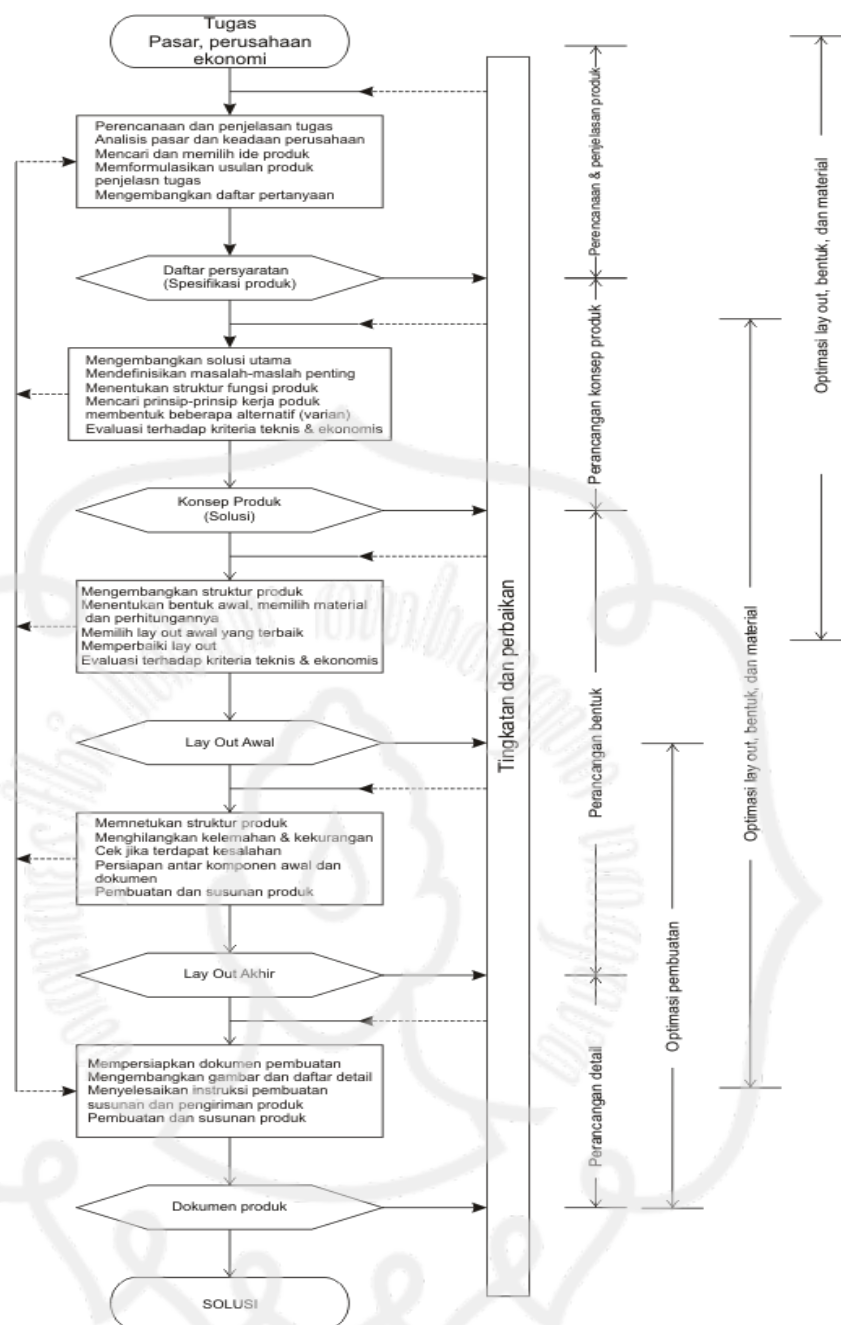 Tugas
Pasar, perusahaan
ekonomi
Perencanaan dan penjelasan tugas
Analisis pasar dan keadaan perusahaan
Mencari dan memilih ide produk
Memformulasikan usulan produk
penjelasn tugas
Mengembangkan daftar pertanyaan
Daftar persyaratan
(Spesifikasi produk)
Mengembangkan solusi utama
Mendefinisikan masalah-maslah penting
Menentukan struktur fungsi produk
Mencari prinsip-prinsip kerja poduk
membentuk beberapa alternatif (varian)
Evaluasi terhadap kriteria teknis & ekonomis
Konsep Produk
(Solusi)
Mengembangkan struktur produk
Menentukan bentuk awal, memilih material
dan perhitungannya
Memilih lay out awal yang terbaik
Memperbaiki lay out
Evaluasi terhadap kriteria teknis & ekonomis
Lay Out Awal
Memnetukan struktur produk
Menghilangkan kelemahan & kekurangan
Cek jika terdapat kesalahan
Persiapan antar komponen awal dan
dokumen
Pembuatan dan susunan produk
Lay Out Akhir
Mempersiapkan dokumen pembuatan
Mengembangkan gambar dan daftar detail
Menyelesaikan instruksi pembuatan
susunan dan pengiriman produk
Pembuatan dan susunan produk
Dokumen produk
SOLUSI
Tingkatan dan perbaikan
Perencanaan & penjelasan produk
Perancangan konsep produk
Perancangan bentuk
Perancangan detail
Optimasi pembuatan
Optimasi lay out, bentuk, dan material
Optimasi lay out, bentuk, dan material